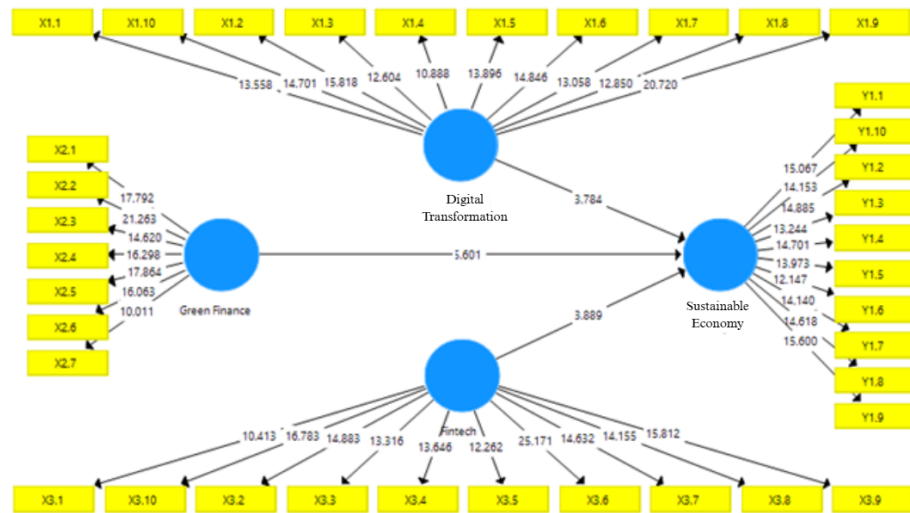 X1.1 X1.10 X1.2 X1.3 X1.4 X1.5 X1.6 X1.7 X1.8 X1.9
13.558 14.701 15.818 12.604 10.888 13.896 14.846 13.058 12.850 20.720
Digital
Transformation
X2.1
X2.2
X2.3
X2.4
X2.5
X2.6
X2.7
17.792
21.263
14.620
16.298
17.864
16.063
10.011
Green Finance
3.784
5.601
3.889
Sustainable
Economy
15.067
14.153
14.885
13.244
14.701
13.973
12.147
14.140
14.618
15.600
Y1.1
Y1.10
Y1.2
Y1.3
Y1.4
Y1.5
Y1.6
Y1.7
Y1.8
Y1.9
Fintech
10.413 16.783 14.883 13.316 13.646 12.262 25.171 14.632 14.155 15.812
X3.1 X3.10 X3.2 X3.3 X3.4 X3.5 X3.6 X3.7 X3.8 X3.9